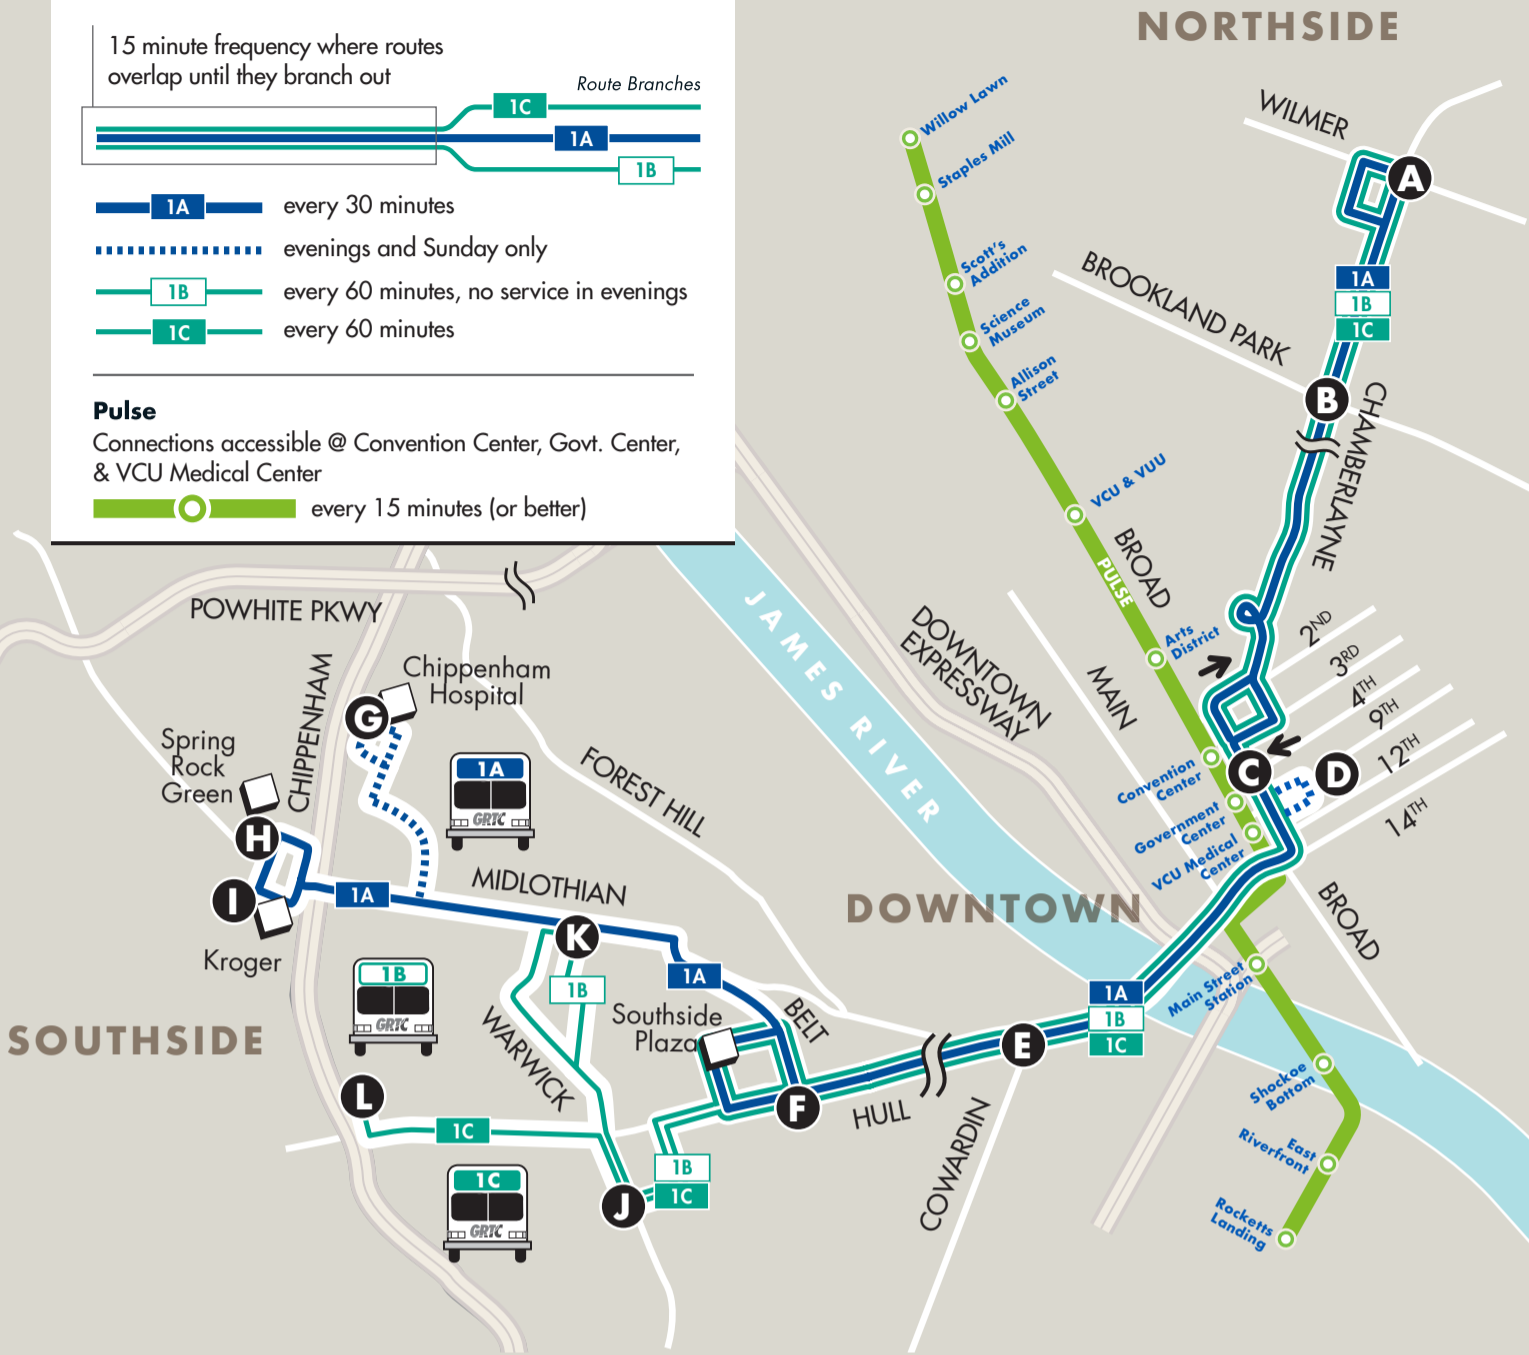 15 minute frequency where routes
overlap until they branch out
Route Branches
1C
1A
1B
1A
every 30 minutes
evenings and Sunday only
1B
every 60 minutes, no service in evenings
1C
every 60 minutes
Pulse
Connections accessible @ Convention Center, Govt. Center,
& VCU Medical Center
every 15 minutes (or better)
NORTHSIDE
WILMER
A
Willow Lawn
Staples Mill
Scott's
Addition
Science
Museum
Allison
Street
BROOKLAND PARK
1A
1B
1C
B
CHAMBERLAYNE
VCU & VUU
BROAD
PULSE
Arts
District
2ND
3RD
4TH
9TH
12TH
14TH
MAIN
DOWNTOWN
EXPRESSWAY
JAMES RIVER
Convention
Center
C
D
Government
Center
VCU Medical
Center
DOWNTOWN
BROAD
POWHITE PKWY
CHIPPENHAM
Chippenham
Hospital
G
Spring
Rock
Green
H
I
Kroger
1A
1A
GRTC
FOREST HILL
MIDLOTHIAN
K
1A
1B
1B
GRTC
SOUTHSIDE
WARWICK
Southside
Plaza
BELT
F
HULL
E
COWARDIN
1A
1B
1C
Main Street
Station
Shockoe
Bottom
East
Riverfront
Rocketts
Landing
L
1C
1B
1C
J
1C
GRTC